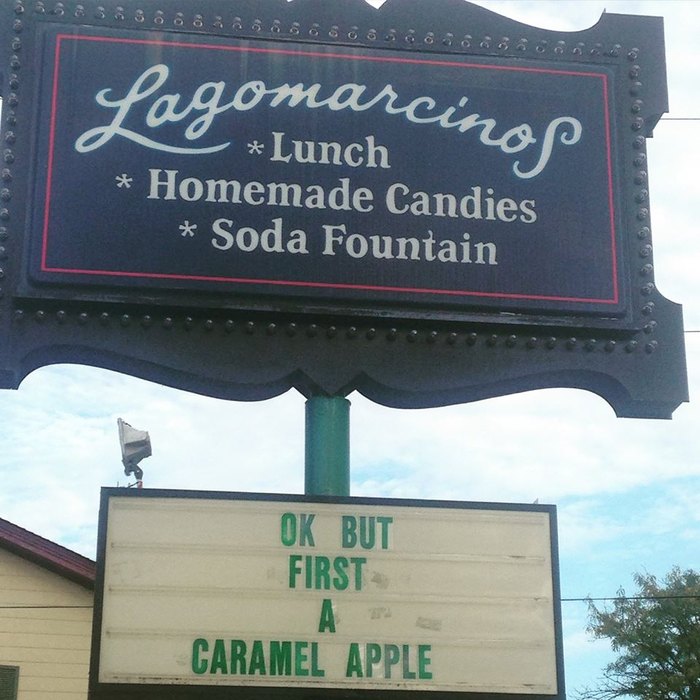 Lagomarcinos
*Lunch
* Homemade Candies
* Soda Fountain
OK BUT
FIRST
A
CARAMEL APPLE